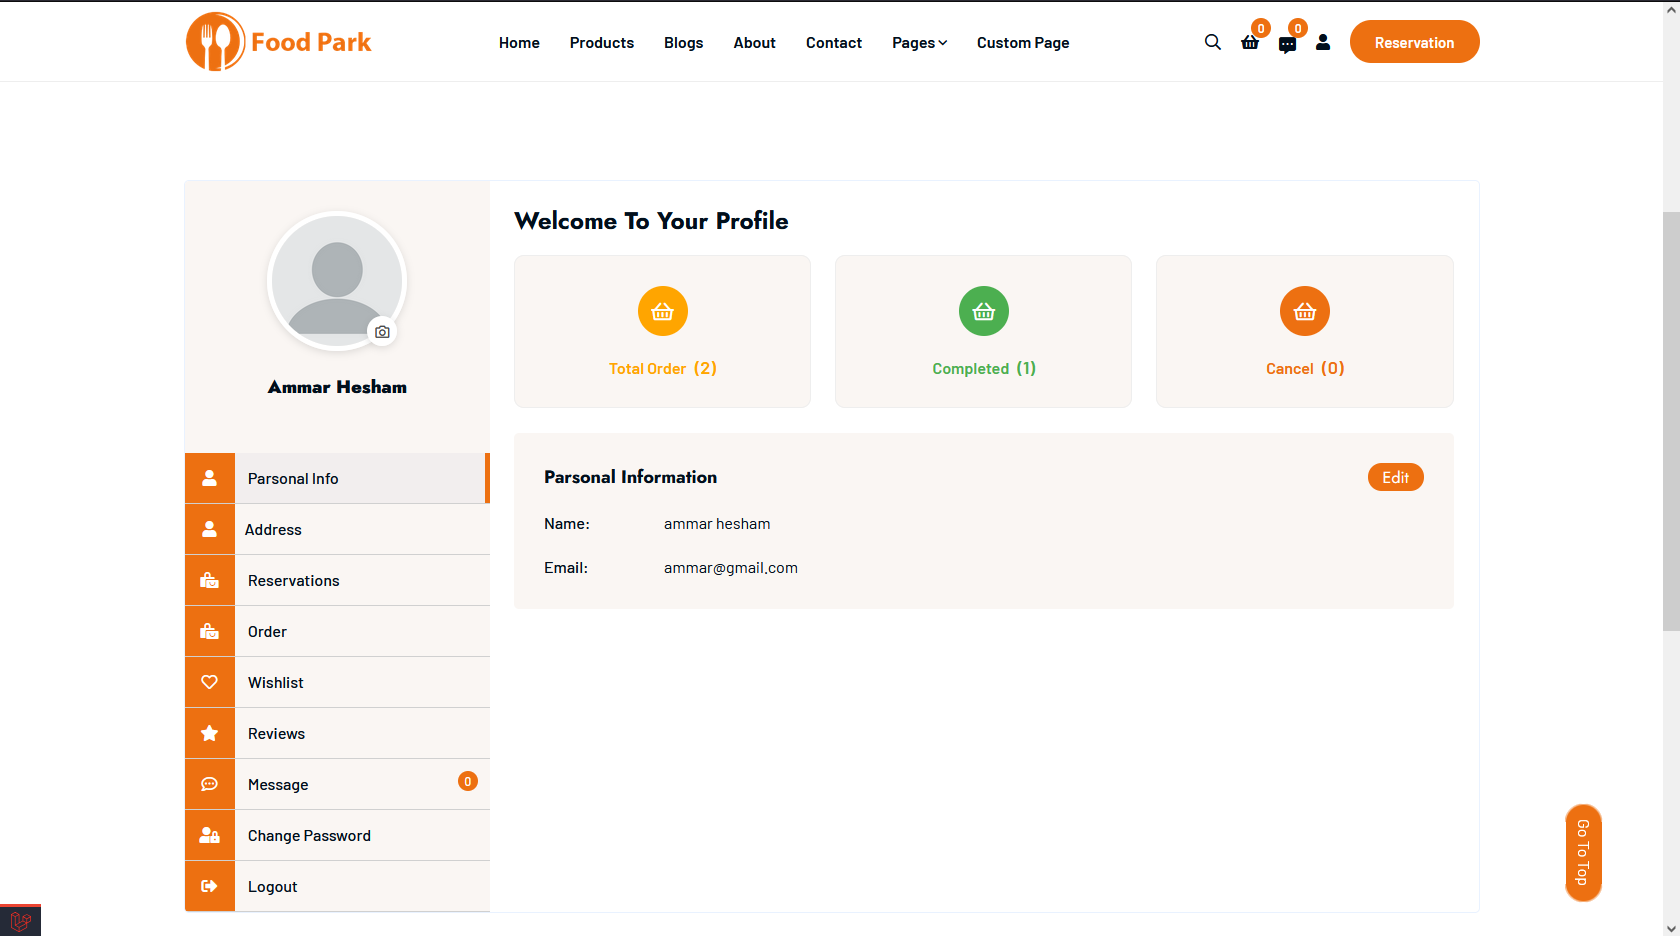 Food Park
Home Products Blogs About Contact Pages Custom Page
0 0
Reservation
Ammar Hesham
Parsonal Info
Address
Reservations
Order
Wishlist
Reviews
Message 0
Change Password
Logout
Welcome To Your Profile
Total Order (2)
Completed (1)
Cancel (0)
Parsonal Information
Edit
Name: ammar hesham
Email: ammar@gmail.com
Go To Top